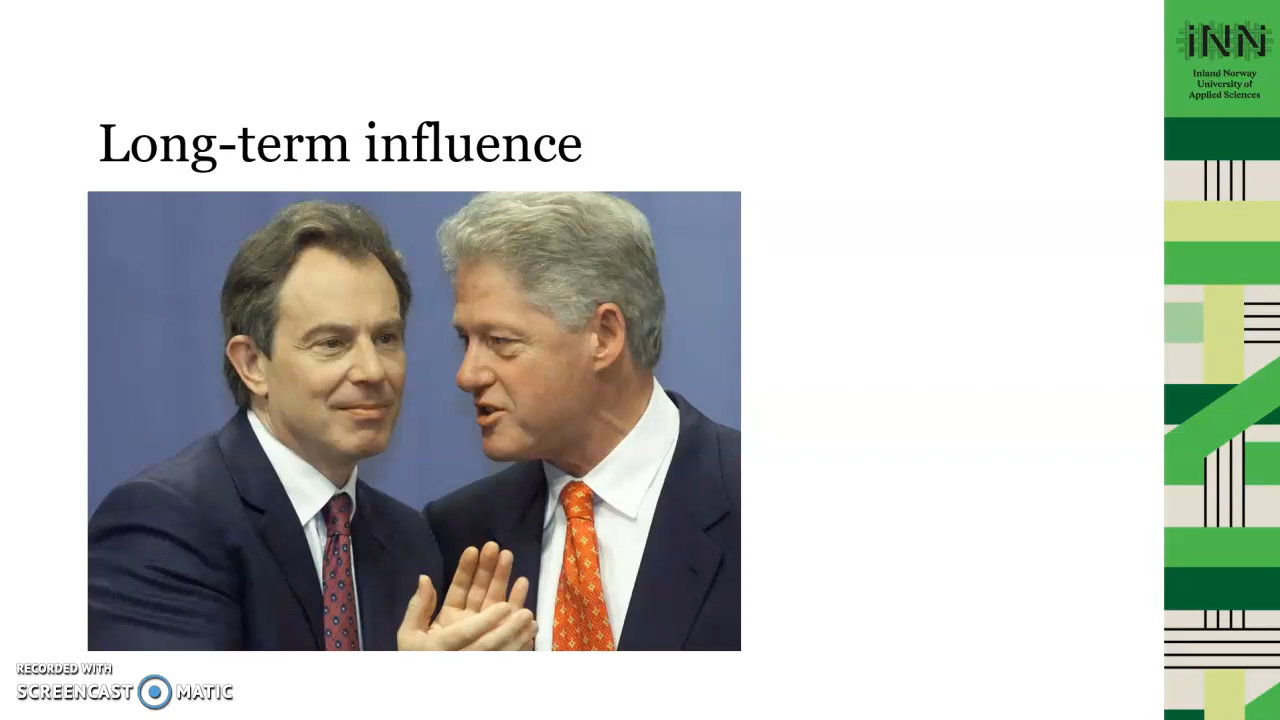 iNN
Inland Norway
University of
Applied Sciences
Long-term influence
RECORDED WITH
SCREENCAST MATIC